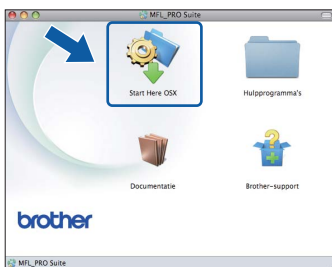 MFL_PRO Suite
Start Here OSX
Hulpprogramma's
Documentatie
Brother-support
brother
MFL_PRO Suite